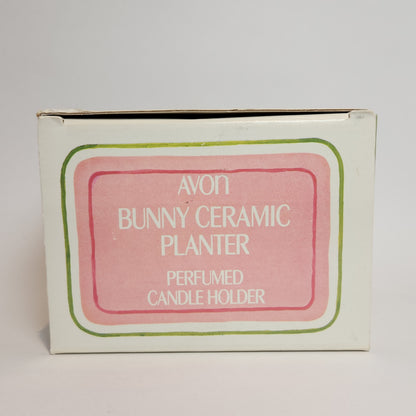 AVON
BUNNY CERAMIC
PLANTER
PERFUMED
CANDLE HOLDER